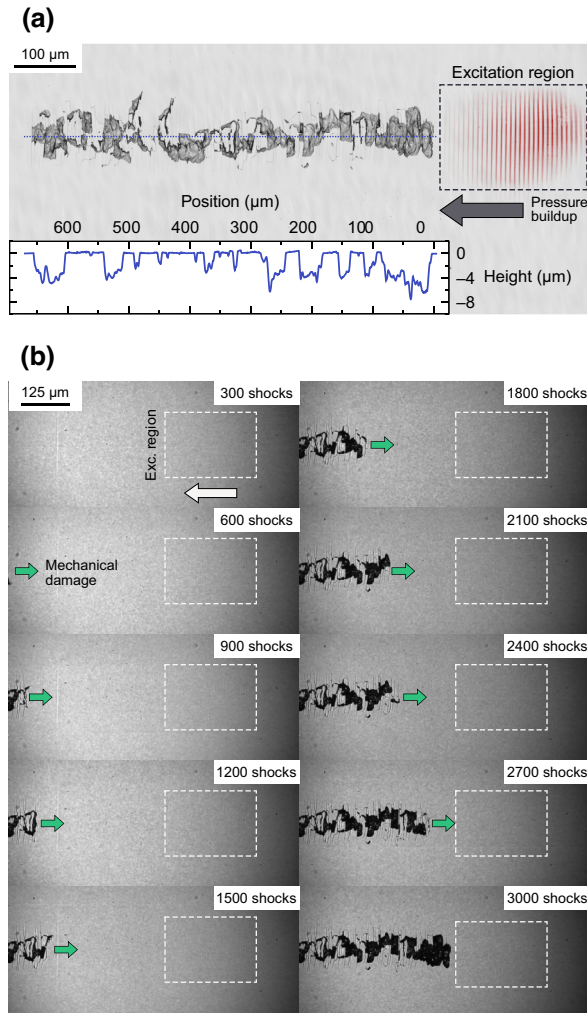 (a)
100 µm
Excitation region
Pressure
buildup
Position (µm)
600 500 400 300 200 100 0
0
−4
−8
Height (µm)
(b)
125 µm
300 shocks
Exc. region
600 shocks
Mechanical
damage
900 shocks
1200 shocks
1500 shocks
1800 shocks
2100 shocks
2400 shocks
2700 shocks
3000 shocks